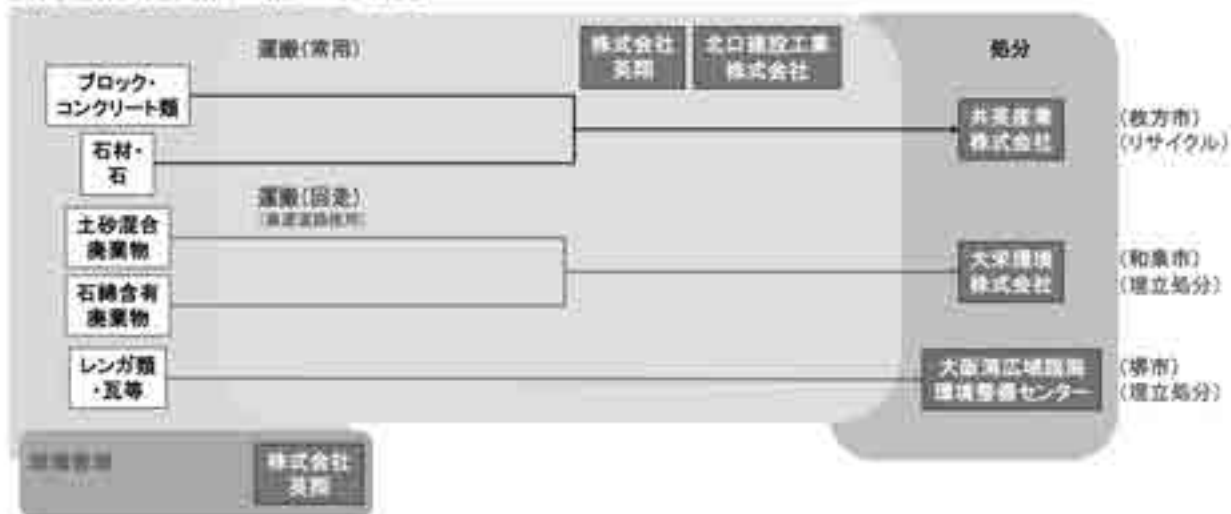 運搬(常用)
株式会社
英翔
北口建設工業
株式会社
処分
ブロック・
コンクリート類
石材・
石
共英産業
株式会社
(枚方市)
(リサイクル)
運搬(回走)
土砂混合
廃棄物
石綿含有
廃棄物
大栄環境
株式会社
(和泉市)
(埋立処分)
レンガ類
・瓦等
大阪湾広域臨海
環境整備センター
(堺市)
(埋立処分)
株式会社
英翔